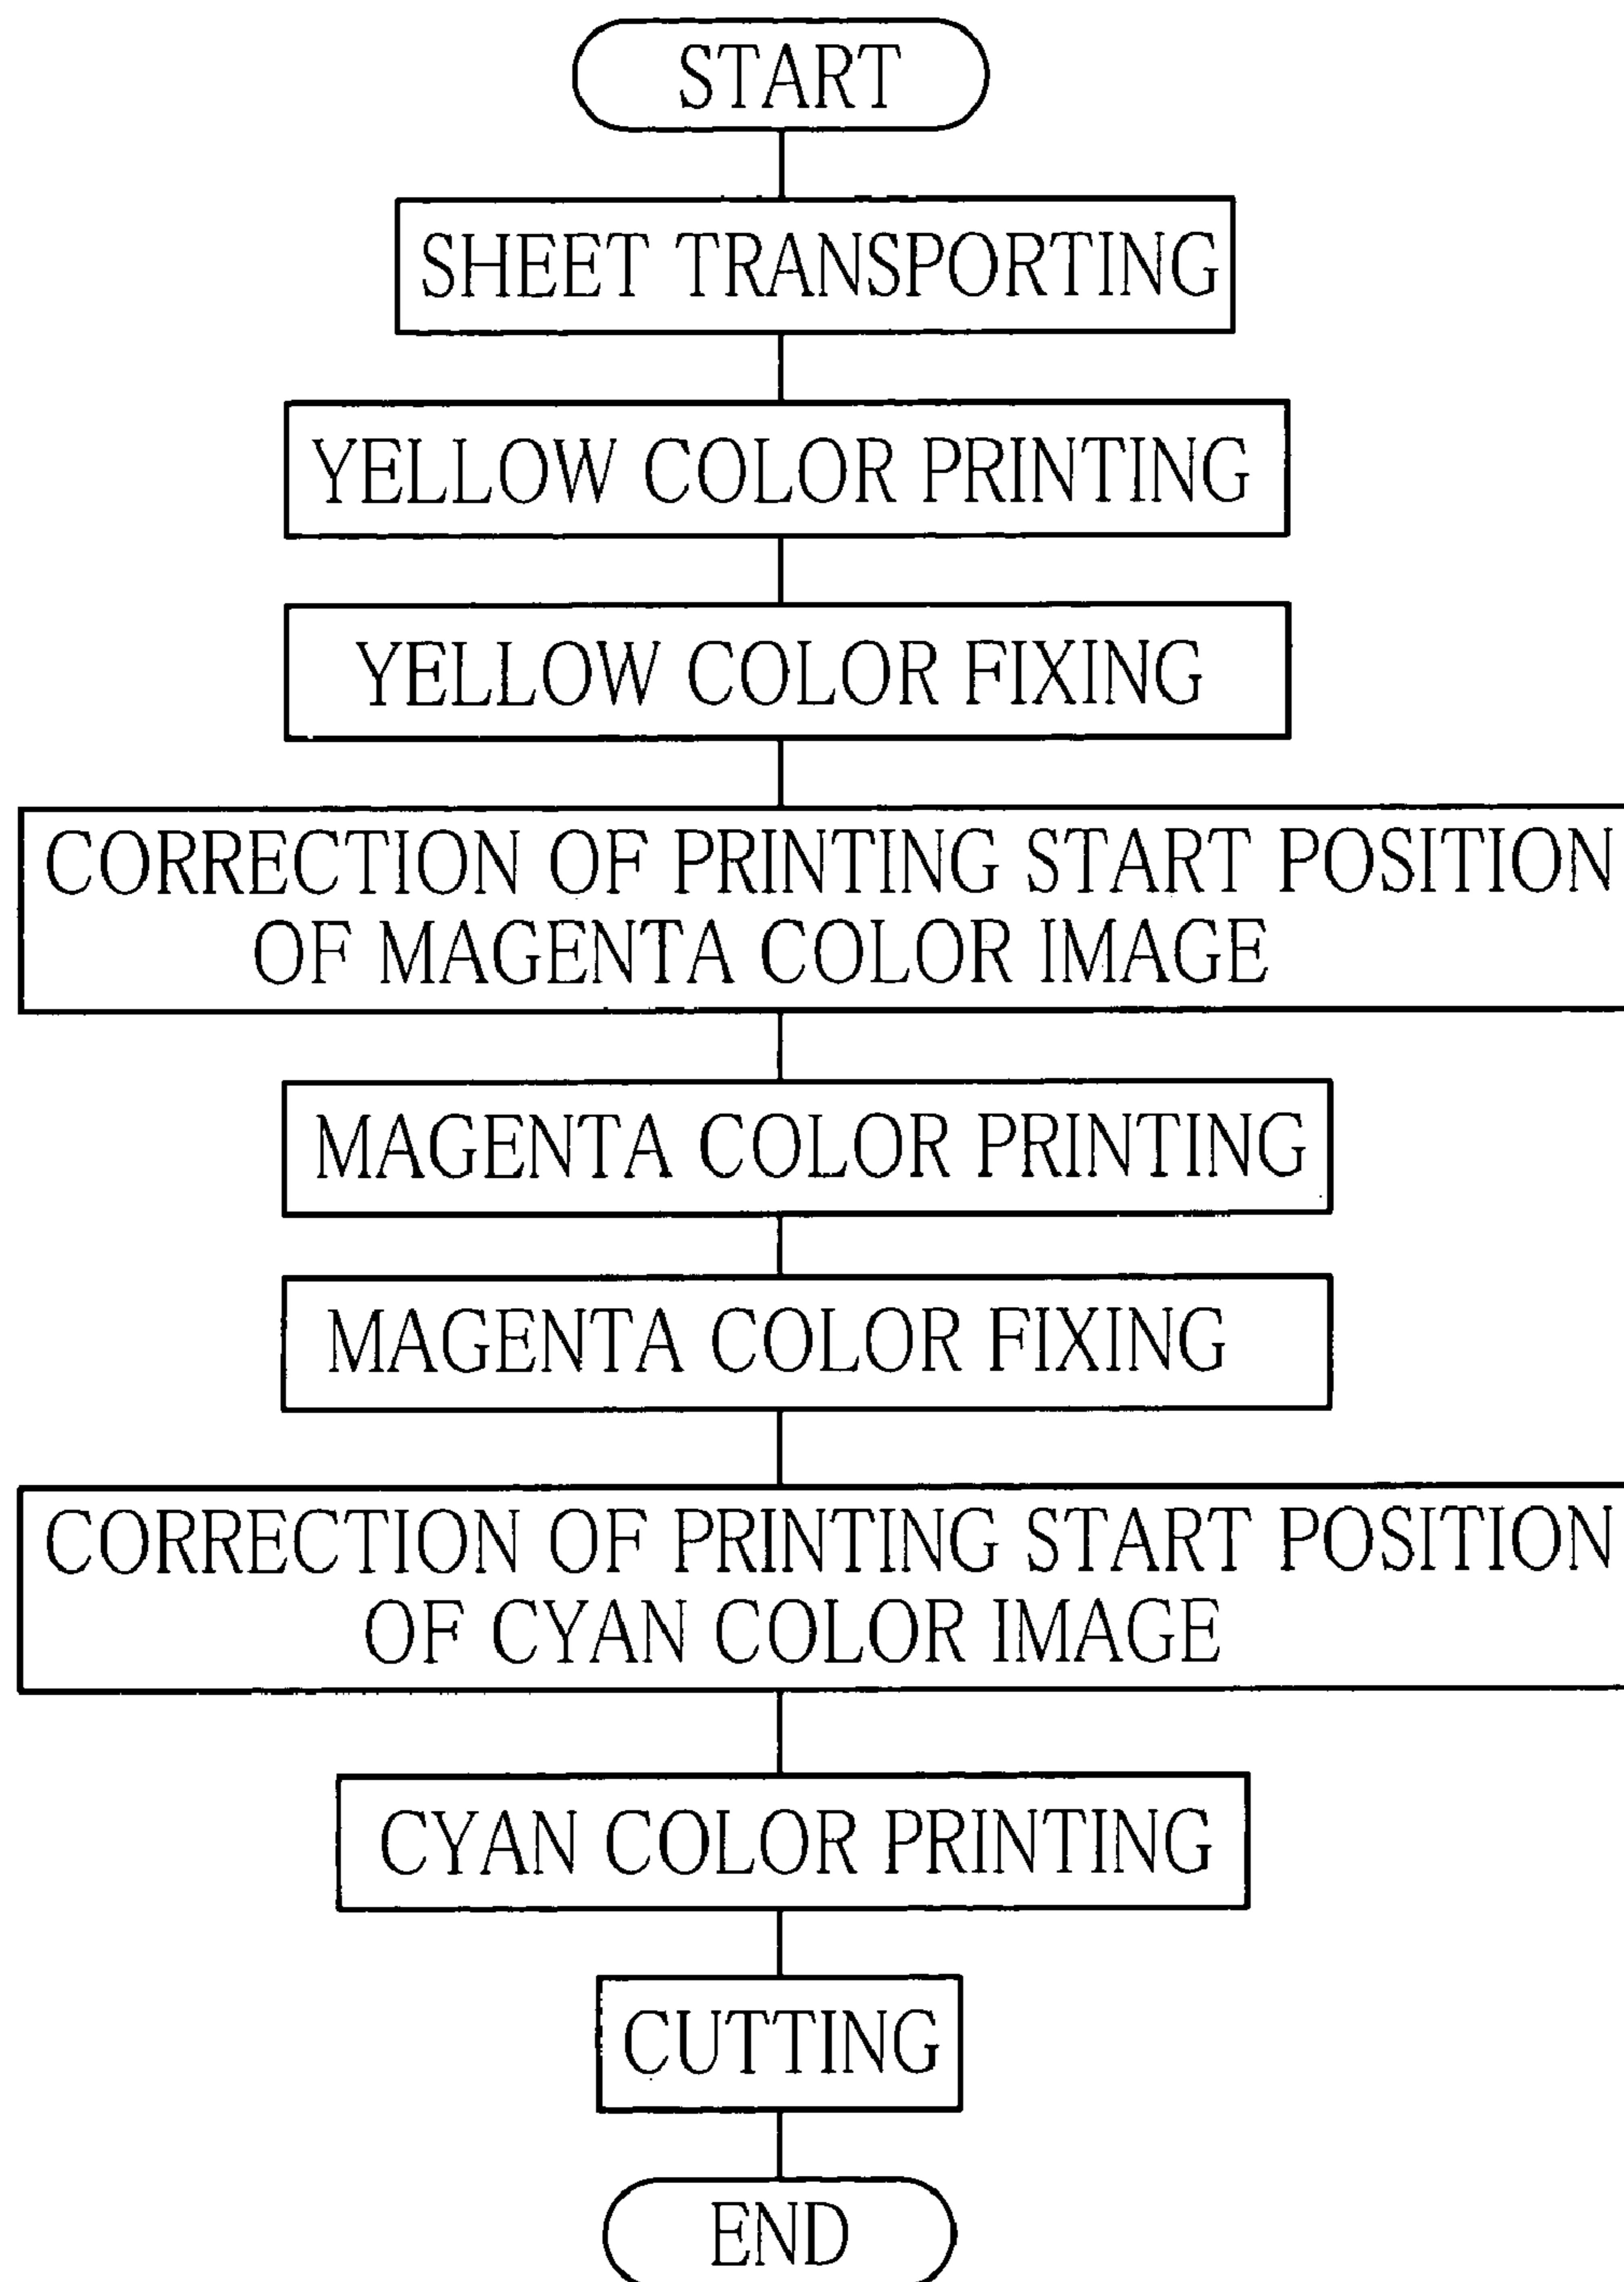 START
SHEET TRANSPORTING
YELLOW COLOR PRINTING
YELLOW COLOR FIXING
CORRECTION OF PRINTING START POSITION
OF MAGENTA COLOR IMAGE
MAGENTA COLOR PRINTING
MAGENTA COLOR FIXING
CORRECTION OF PRINTING START POSITION
OF CYAN COLOR IMAGE
CYAN COLOR PRINTING
CUTTING
END